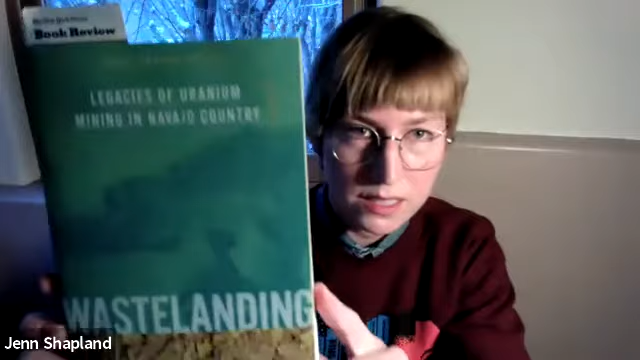 Book Review
LEGACIES OF URANIUM
MINING IN NAVAJO COUNTRY
WASTELANDING
Jenn Shapland